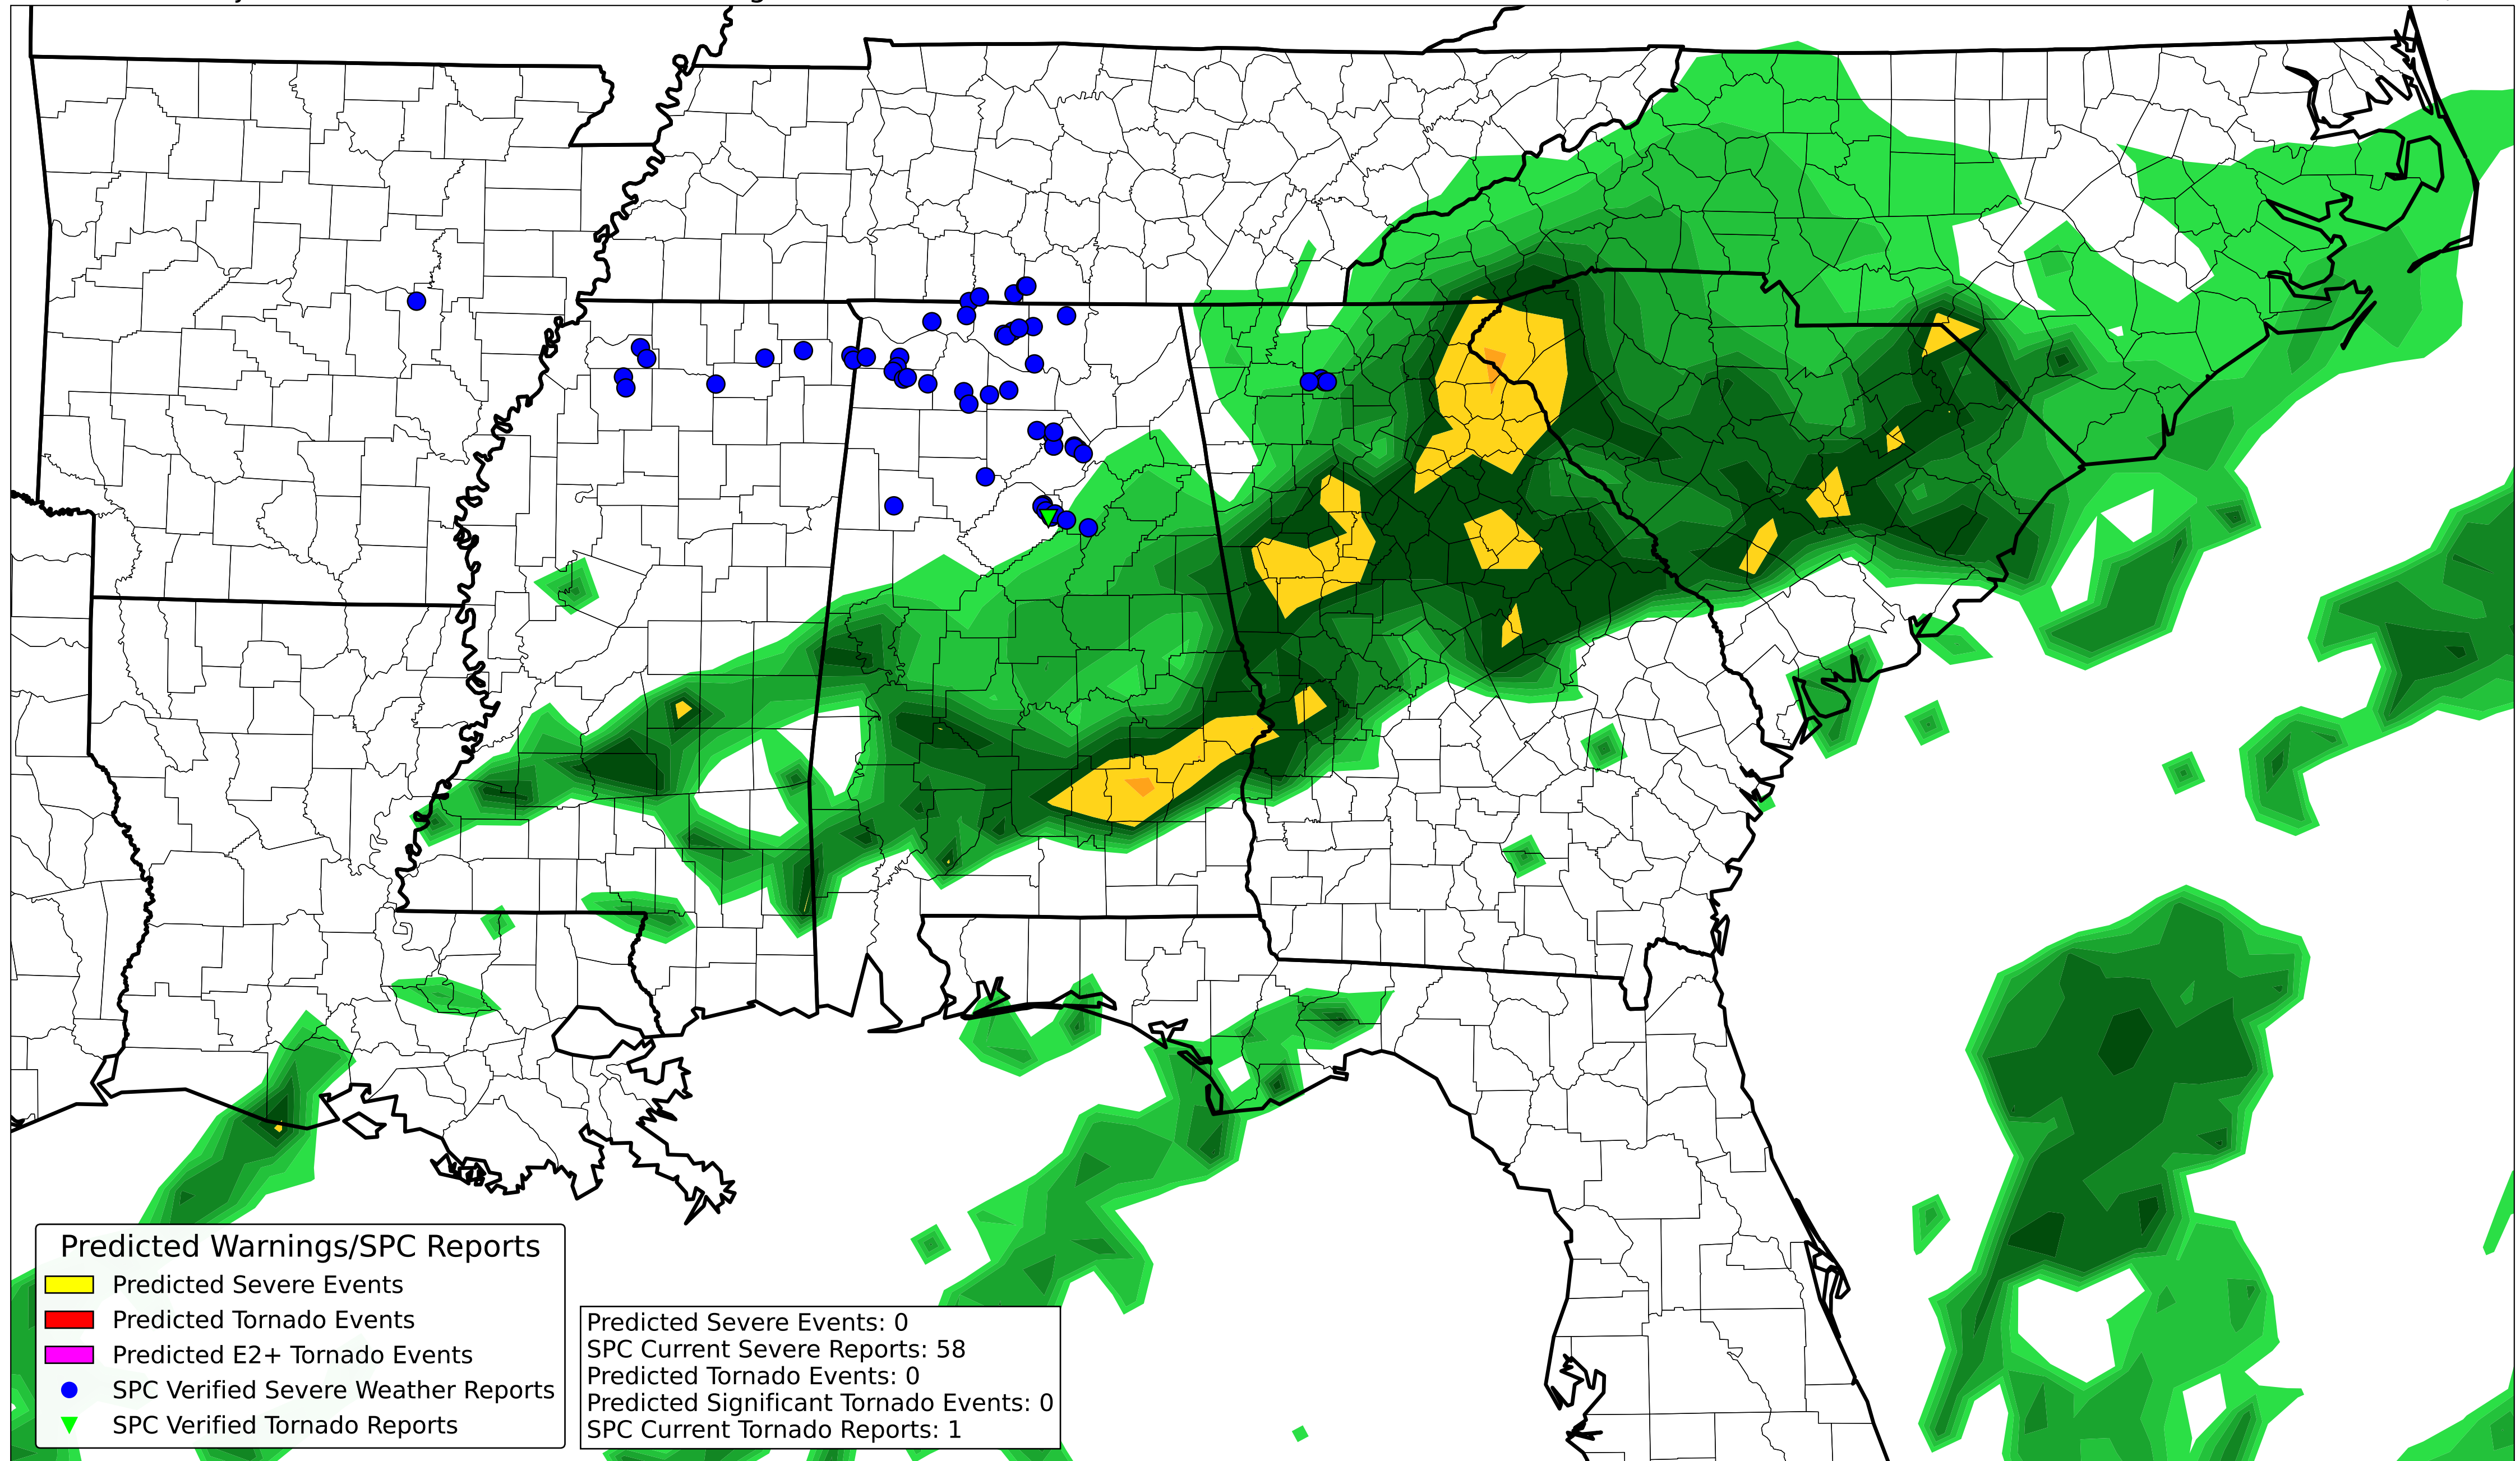 Predicted Warnings/SPC Reports
Predicted Severe Events
Predicted Tornado Events
Predicted E2+ Tornado Events
SPC Verified Severe Weather Reports
SPC Verified Tornado Reports
Predicted Severe Events: 0
SPC Current Severe Reports: 58
Predicted Tornado Events: 0
Predicted Significant Tornado Events: 0
SPC Current Tornado Reports: 1